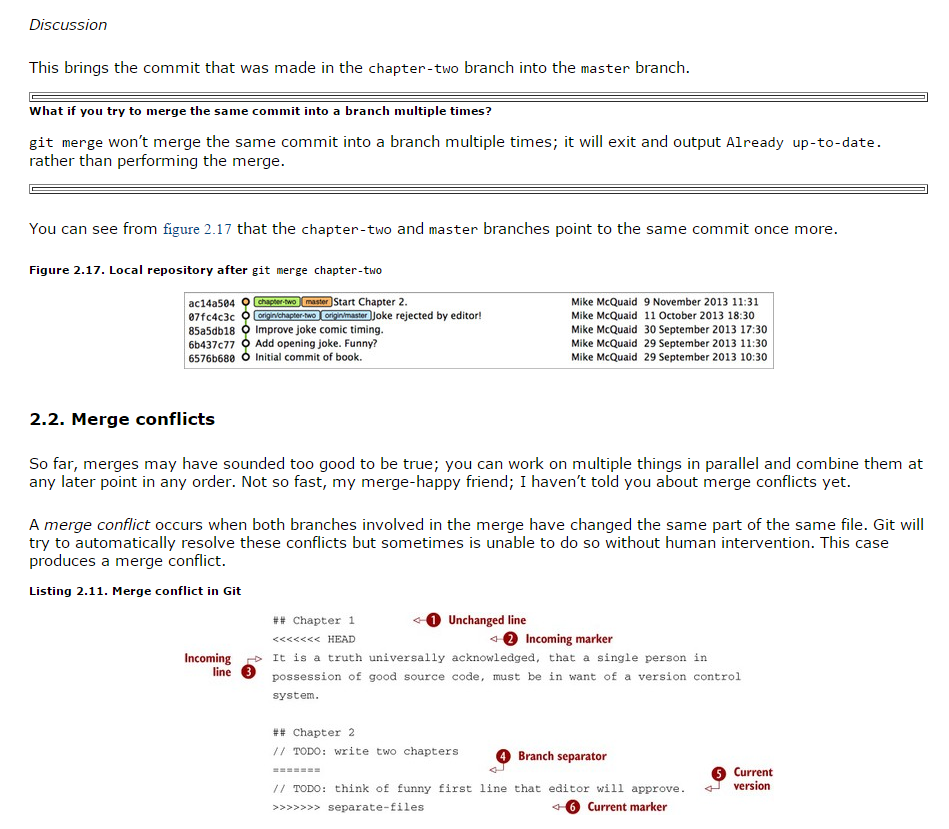 Discussion
This brings the commit that was made in the chapter-two branch into the master branch.
What if you try to merge the same commit into a branch multiple times?
git merge won’t merge the same commit into a branch multiple times; it will exit and output Already up-to-date.
rather than performing the merge.
You can see from figure 2.17 that the chapter-two and master branches point to the same commit once more.
Figure 2.17. Local repository after git merge chapter-two
ac14a504 chapter-two master Start Chapter 2. Mike McQuaid 9 November 2013 11:31
07fc4c3c origin/chapter-two origin/master Joke rejected by editor! Mike McQuaid 11 October 2013 18:30
85a5db18 Improve joke comic timing. Mike McQuaid 30 September 2013 17:30
6b437c77 Add opening joke. Funny? Mike McQuaid 29 September 2013 11:30
6576b680 Initial commit of book. Mike McQuaid 29 September 2013 10:30
2.2. Merge conflicts
So far, merges may have sounded too good to be true; you can work on multiple things in parallel and combine them at
any later point in any order. Not so fast, my merge-happy friend; I haven’t told you about merge conflicts yet.
A merge conflict occurs when both branches involved in the merge have changed the same part of the same file. Git will
try to automatically resolve these conflicts but sometimes is unable to do so without human intervention. This case
produces a merge conflict.
Listing 2.11. Merge conflict in Git
## Chapter 1 1 Unchanged line
<<<<<<< HEAD 2 Incoming marker
Incoming line 3 It is a truth universally acknowledged, that a single person in
possession of good source code, must be in want of a version control
system.
## Chapter 2
// TODO: write two chapters 4 Branch separator
=======
// TODO: think of funny first line that editor will approve. 5 Current version
>>>>>>> separate-files 6 Current marker